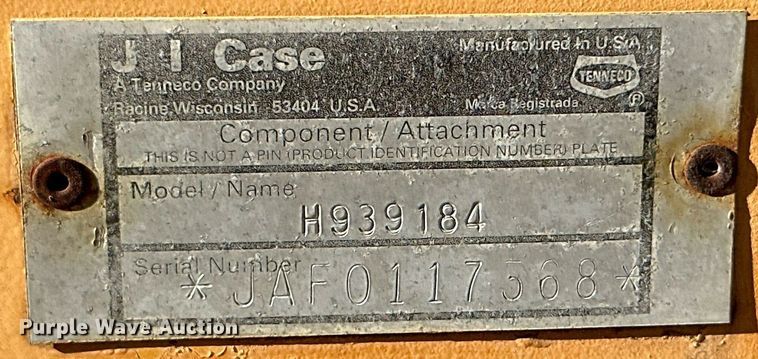 J I Case
Manufactured in U.S.A.
A Tenneco Company
TENNECO
Racine Wisconsin 53404 U.S.A.
Marca Registrada ®
Component / Attachment
THIS IS NOT A PIN (PRODUCT IDENTIFICATION NUMBER) PLATE
Model / Name
H939184
Serial Number
*JAF0117368*
Purple Wave Auction